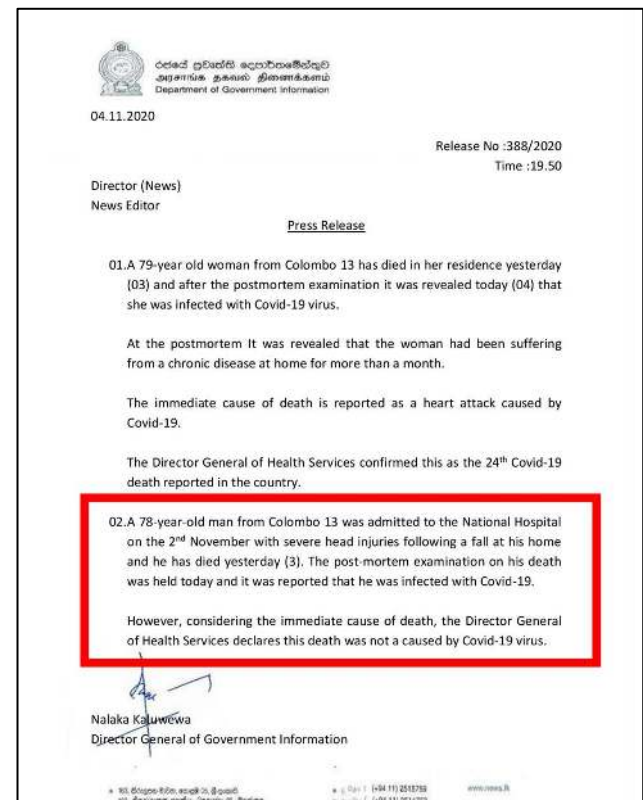 රජයේ ප්‍රවෘත්ති දෙපාර්තමේන්තුව
அரசாங்க தகவல் திணைக்களம்
Department of Government Information
04.11.2020
Release No :388/2020
Time :19.50
Director (News)
News Editor
Press Release
01.A 79-year old woman from Colombo 13 has died in her residence yesterday
(03) and after the postmortem examination it was revealed today (04) that
she was infected with Covid-19 virus.
At the postmortem It was revealed that the woman had been suffering
from a chronic disease at home for more than a month.
The immediate cause of death is reported as a heart attack caused by
Covid-19.
The Director General of Health Services confirmed this as the 24th Covid-19
death reported in the country.
02.A 78-year-old man from Colombo 13 was admitted to the National Hospital
on the 2nd November with severe head injuries following a fall at his home
and he has died yesterday (3). The post-mortem examination on his death
was held today and it was reported that he was infected with Covid-19.
However, considering the immediate cause of death, the Director General
of Health Services declares this death was not a caused by Covid-19 virus.
Nalaka Kaluwewa
Director General of Government Information
(+94 11) 2515759
www.news.lk